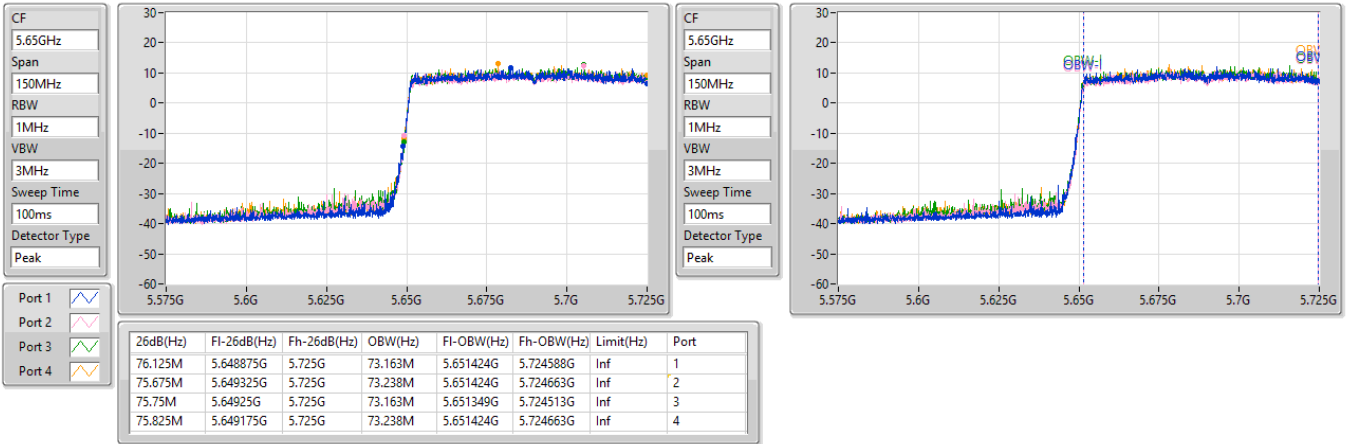 CF
5.65GHz
Span
150MHz
RBW
1MHz
VBW
3MHz
Sweep Time
100ms
Detector Type
Peak
30
20
10
0
-10
-20
-30
-40
-50
-60
5.575G 5.6G 5.625G 5.65G 5.675G 5.7G 5.725G
CF
5.65GHz
Span
150MHz
RBW
1MHz
VBW
3MHz
Sweep Time
100ms
Detector Type
Peak
30
20
10
0
-10
-20
-30
-40
-50
-60
OBW-l
OBV
5.575G 5.6G 5.625G 5.65G 5.675G 5.7G 5.725G
Port 1
Port 2
Port 3
Port 4
26dB(Hz) Fl-26dB(Hz) Fh-26dB(Hz) OBW(Hz) Fl-OBW(Hz) Fh-OBW(Hz) Limit(Hz) Port
76.125M 5.648875G 5.725G 73.163M 5.651424G 5.724588G Inf 1
75.675M 5.649325G 5.725G 73.238M 5.651424G 5.724663G Inf 2
75.75M 5.64925G 5.725G 73.163M 5.651349G 5.724513G Inf 3
75.825M 5.649175G 5.725G 73.238M 5.651424G 5.724663G Inf 4